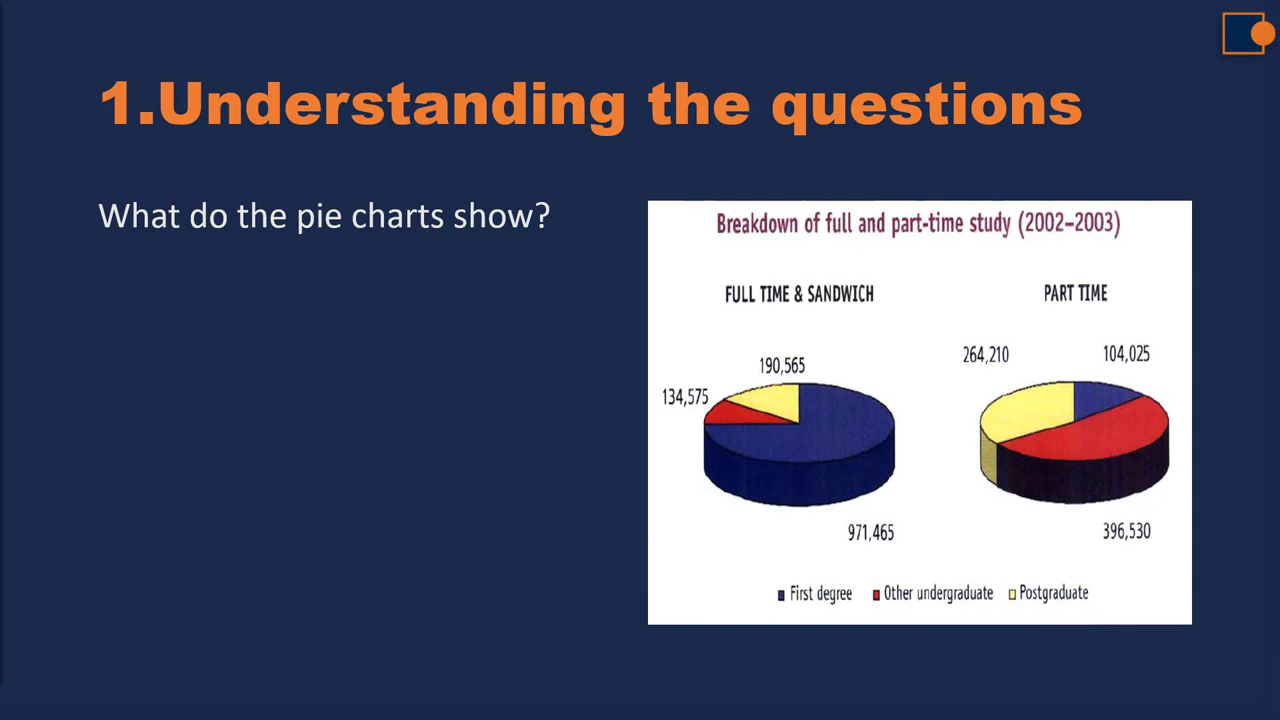 1.Understanding the questions
What do the pie charts show?
Breakdown of full and part-time study (2002–2003)
FULL TIME & SANDWICH
PART TIME
190,565
134,575
971,465
264,210
104,025
396,530
First degree
Other undergraduate
Postgraduate